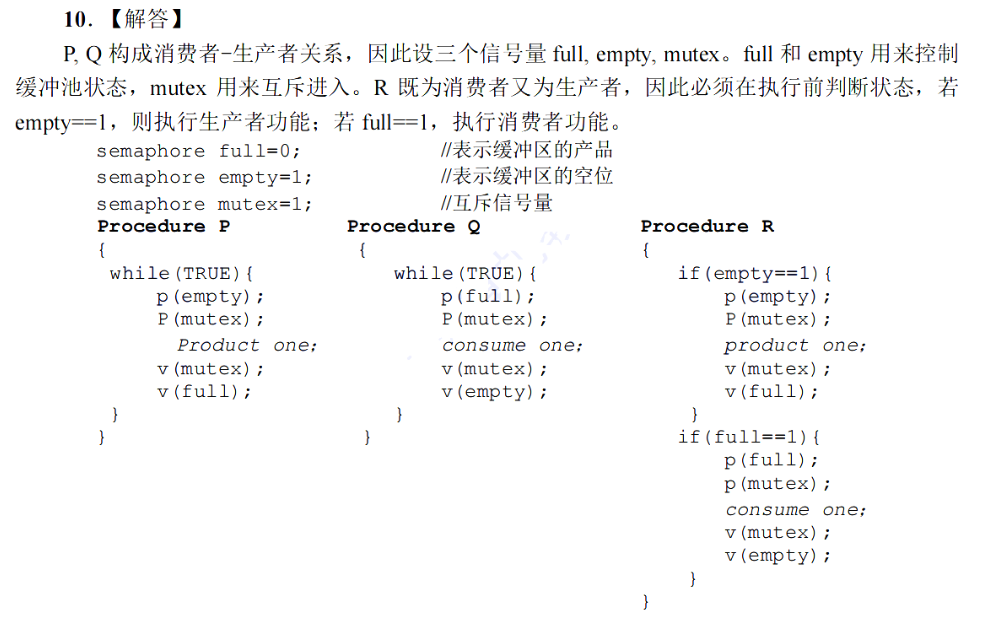 10. 【解答】
P, Q 构成消费者-生产者关系，因此设三个信号量 full, empty, mutex。full 和 empty 用来控制
缓冲池状态，mutex 用来互斥进入。R 既为消费者又为生产者，因此必须在执行前判断状态，若
empty==1，则执行生产者功能；若 full==1，执行消费者功能。
semaphore full=0; //表示缓冲区的产品
semaphore empty=1; //表示缓冲区的空位
semaphore mutex=1; //互斥信号量
Procedure P
{
while(TRUE){
p(empty);
P(mutex);
Product one;
v(mutex);
v(full);
}
}
Procedure Q
{
while(TRUE){
p(full);
P(mutex);
consume one;
v(mutex);
v(empty);
}
}
Procedure R
{
if(empty==1){
p(empty);
P(mutex);
product one;
v(mutex);
v(full);
}
if(full==1){
p(full);
p(mutex);
consume one;
v(mutex);
v(empty);
}
}